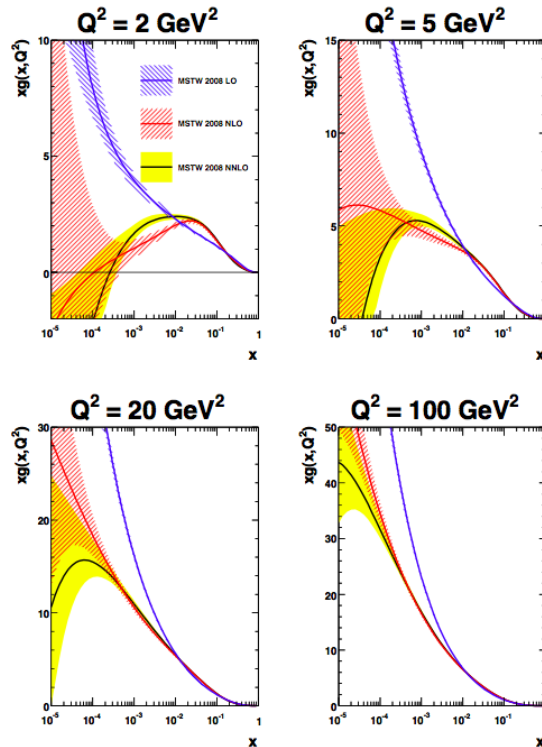 Q² = 2 GeV²
xg(x,Q²)
10
5
0
MSTW 2008 LO
MSTW 2008 NLO
MSTW 2008 NNLO
10⁻⁵ 10⁻⁴ 10⁻³ 10⁻² 10⁻¹ 1
x
Q² = 5 GeV²
xg(x,Q²)
15
10
5
0
10⁻⁵ 10⁻⁴ 10⁻³ 10⁻² 10⁻¹ 1
x
Q² = 20 GeV²
xg(x,Q²)
30
20
10
0
10⁻⁵ 10⁻⁴ 10⁻³ 10⁻² 10⁻¹ 1
x
Q² = 100 GeV²
xg(x,Q²)
50
40
30
20
10
0
10⁻⁵ 10⁻⁴ 10⁻³ 10⁻² 10⁻¹ 1
x